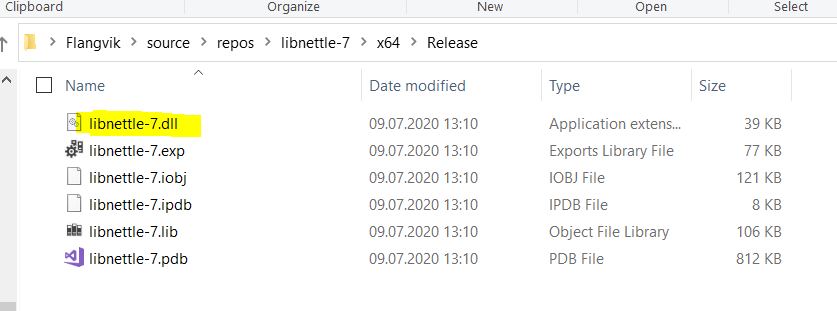 Clipboard Organize New Open Select
Flangvik > source > repos > libnettle-7 > x64 > Release
Name Date modified Type Size
libnettle-7.dll 09.07.2020 13:10 Application extens... 39 KB
libnettle-7.exp 09.07.2020 13:10 Exports Library File 77 KB
libnettle-7.iobj 09.07.2020 13:10 IOBJ File 121 KB
libnettle-7.ipdb 09.07.2020 13:10 IPDB File 8 KB
libnettle-7.lib 09.07.2020 13:10 Object File Library 106 KB
libnettle-7.pdb 09.07.2020 13:10 PDB File 812 KB